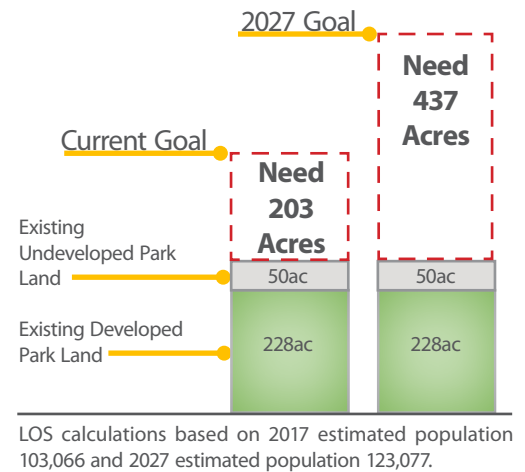 2027 Goal
Need
437
Acres
Current Goal
Need
203
Acres
Existing
Undeveloped Park
Land
50ac
50ac
Existing Developed
Park Land
228ac
228ac
LOS calculations based on 2017 estimated population
103,066 and 2027 estimated population 123,077.